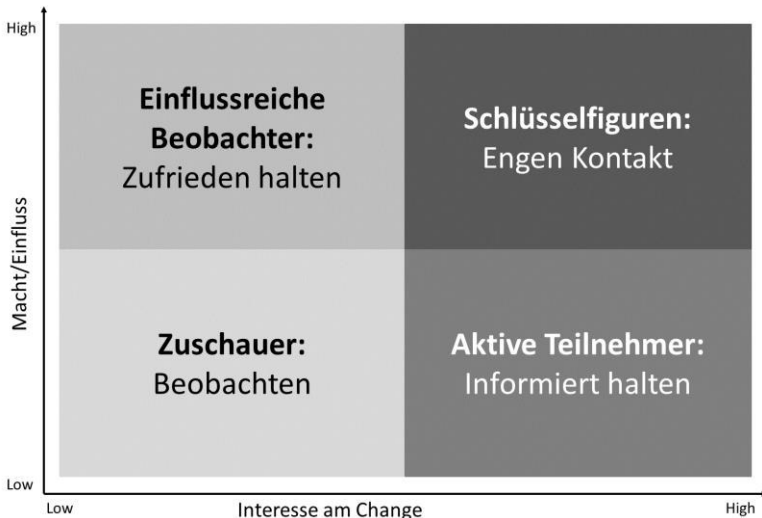 High
Einflussreiche
Beobachter:
Zufrieden halten
Schlüsselfiguren:
Engen Kontakt
Macht/Einfluss
Zuschauer:
Beobachten
Aktive Teilnehmer:
Informiert halten
Low
Low
Interesse am Change
High